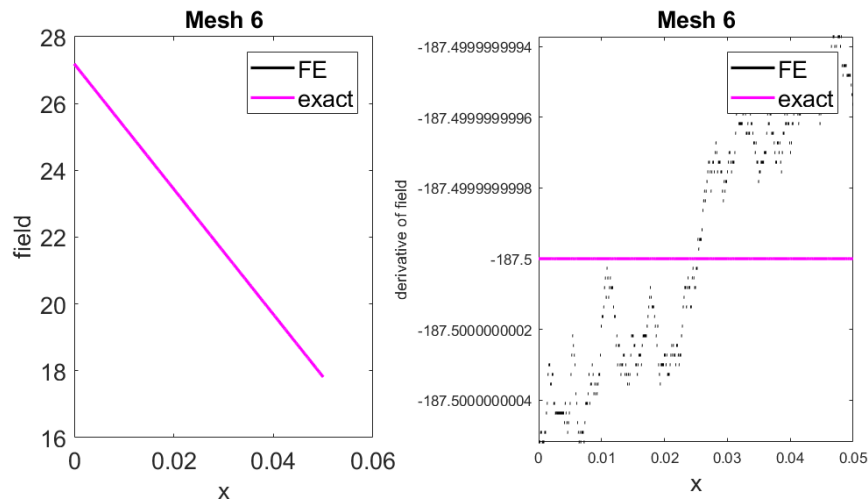 Mesh 6
28
26
24
22
20
18
16
0
0.02
0.04
0.06
field
x
FE
exact
Mesh 6
-187.4999999994
-187.4999999996
-187.4999999998
-187.5
-187.5000000002
-187.5000000004
0
0.01
0.02
0.03
0.04
0.05
derivative of field
x
FE
exact